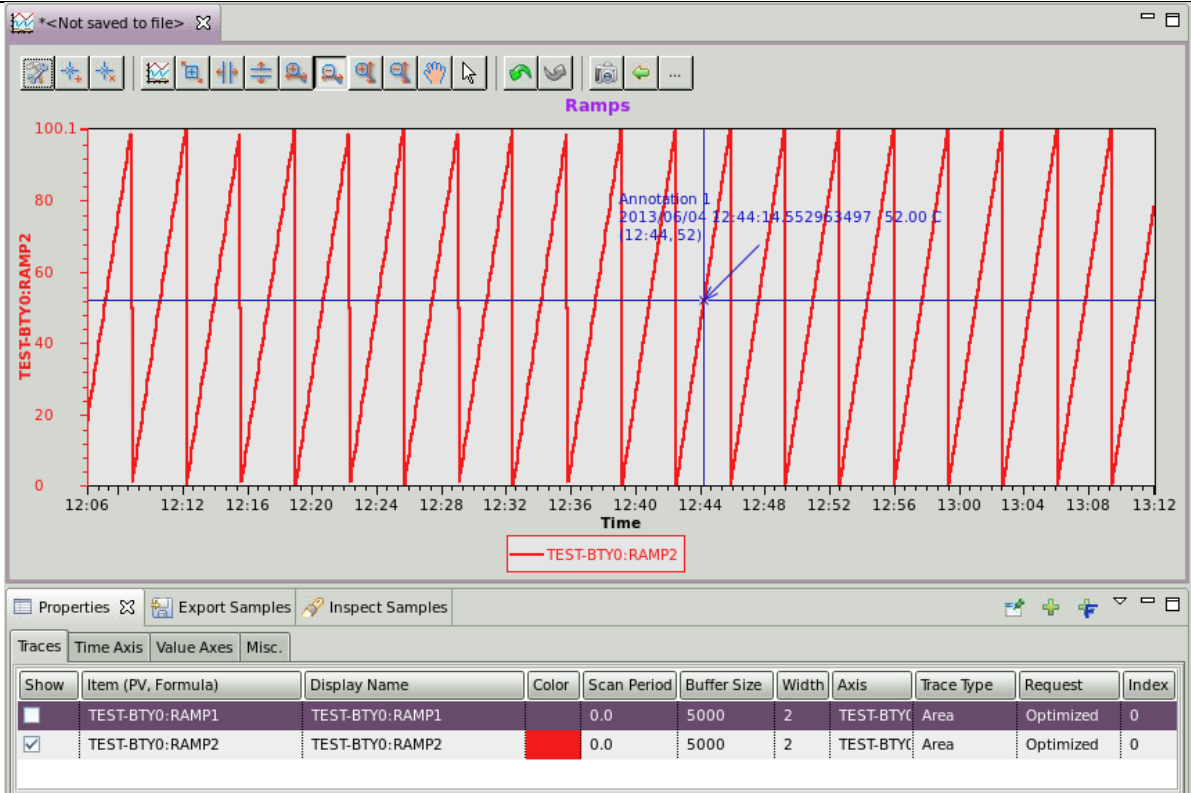 *<Not saved to file>
...
Ramps
100.1
80
60
40
20
0
TEST-BTY0:RAMP2
Annotation 1
2013/06/04 12:44:14.552963497 52.00 C
(12:44, 52)
12:06 12:12 12:16 12:20 12:24 12:28 12:32 12:36 12:40 12:44 12:48 12:52 12:56 13:00 13:04 13:08 13:12
Time
TEST-BTY0:RAMP2
Properties Export Samples Inspect Samples
Traces Time Axis Value Axes Misc.
Show Item (PV, Formula) Display Name Color Scan Period Buffer Size Width Axis Trace Type Request Index
TEST-BTY0:RAMP1 TEST-BTY0:RAMP1 0.0 5000 2 TEST-BTY( Area Optimized 0
TEST-BTY0:RAMP2 TEST-BTY0:RAMP2 0.0 5000 2 TEST-BTY( Area Optimized 0